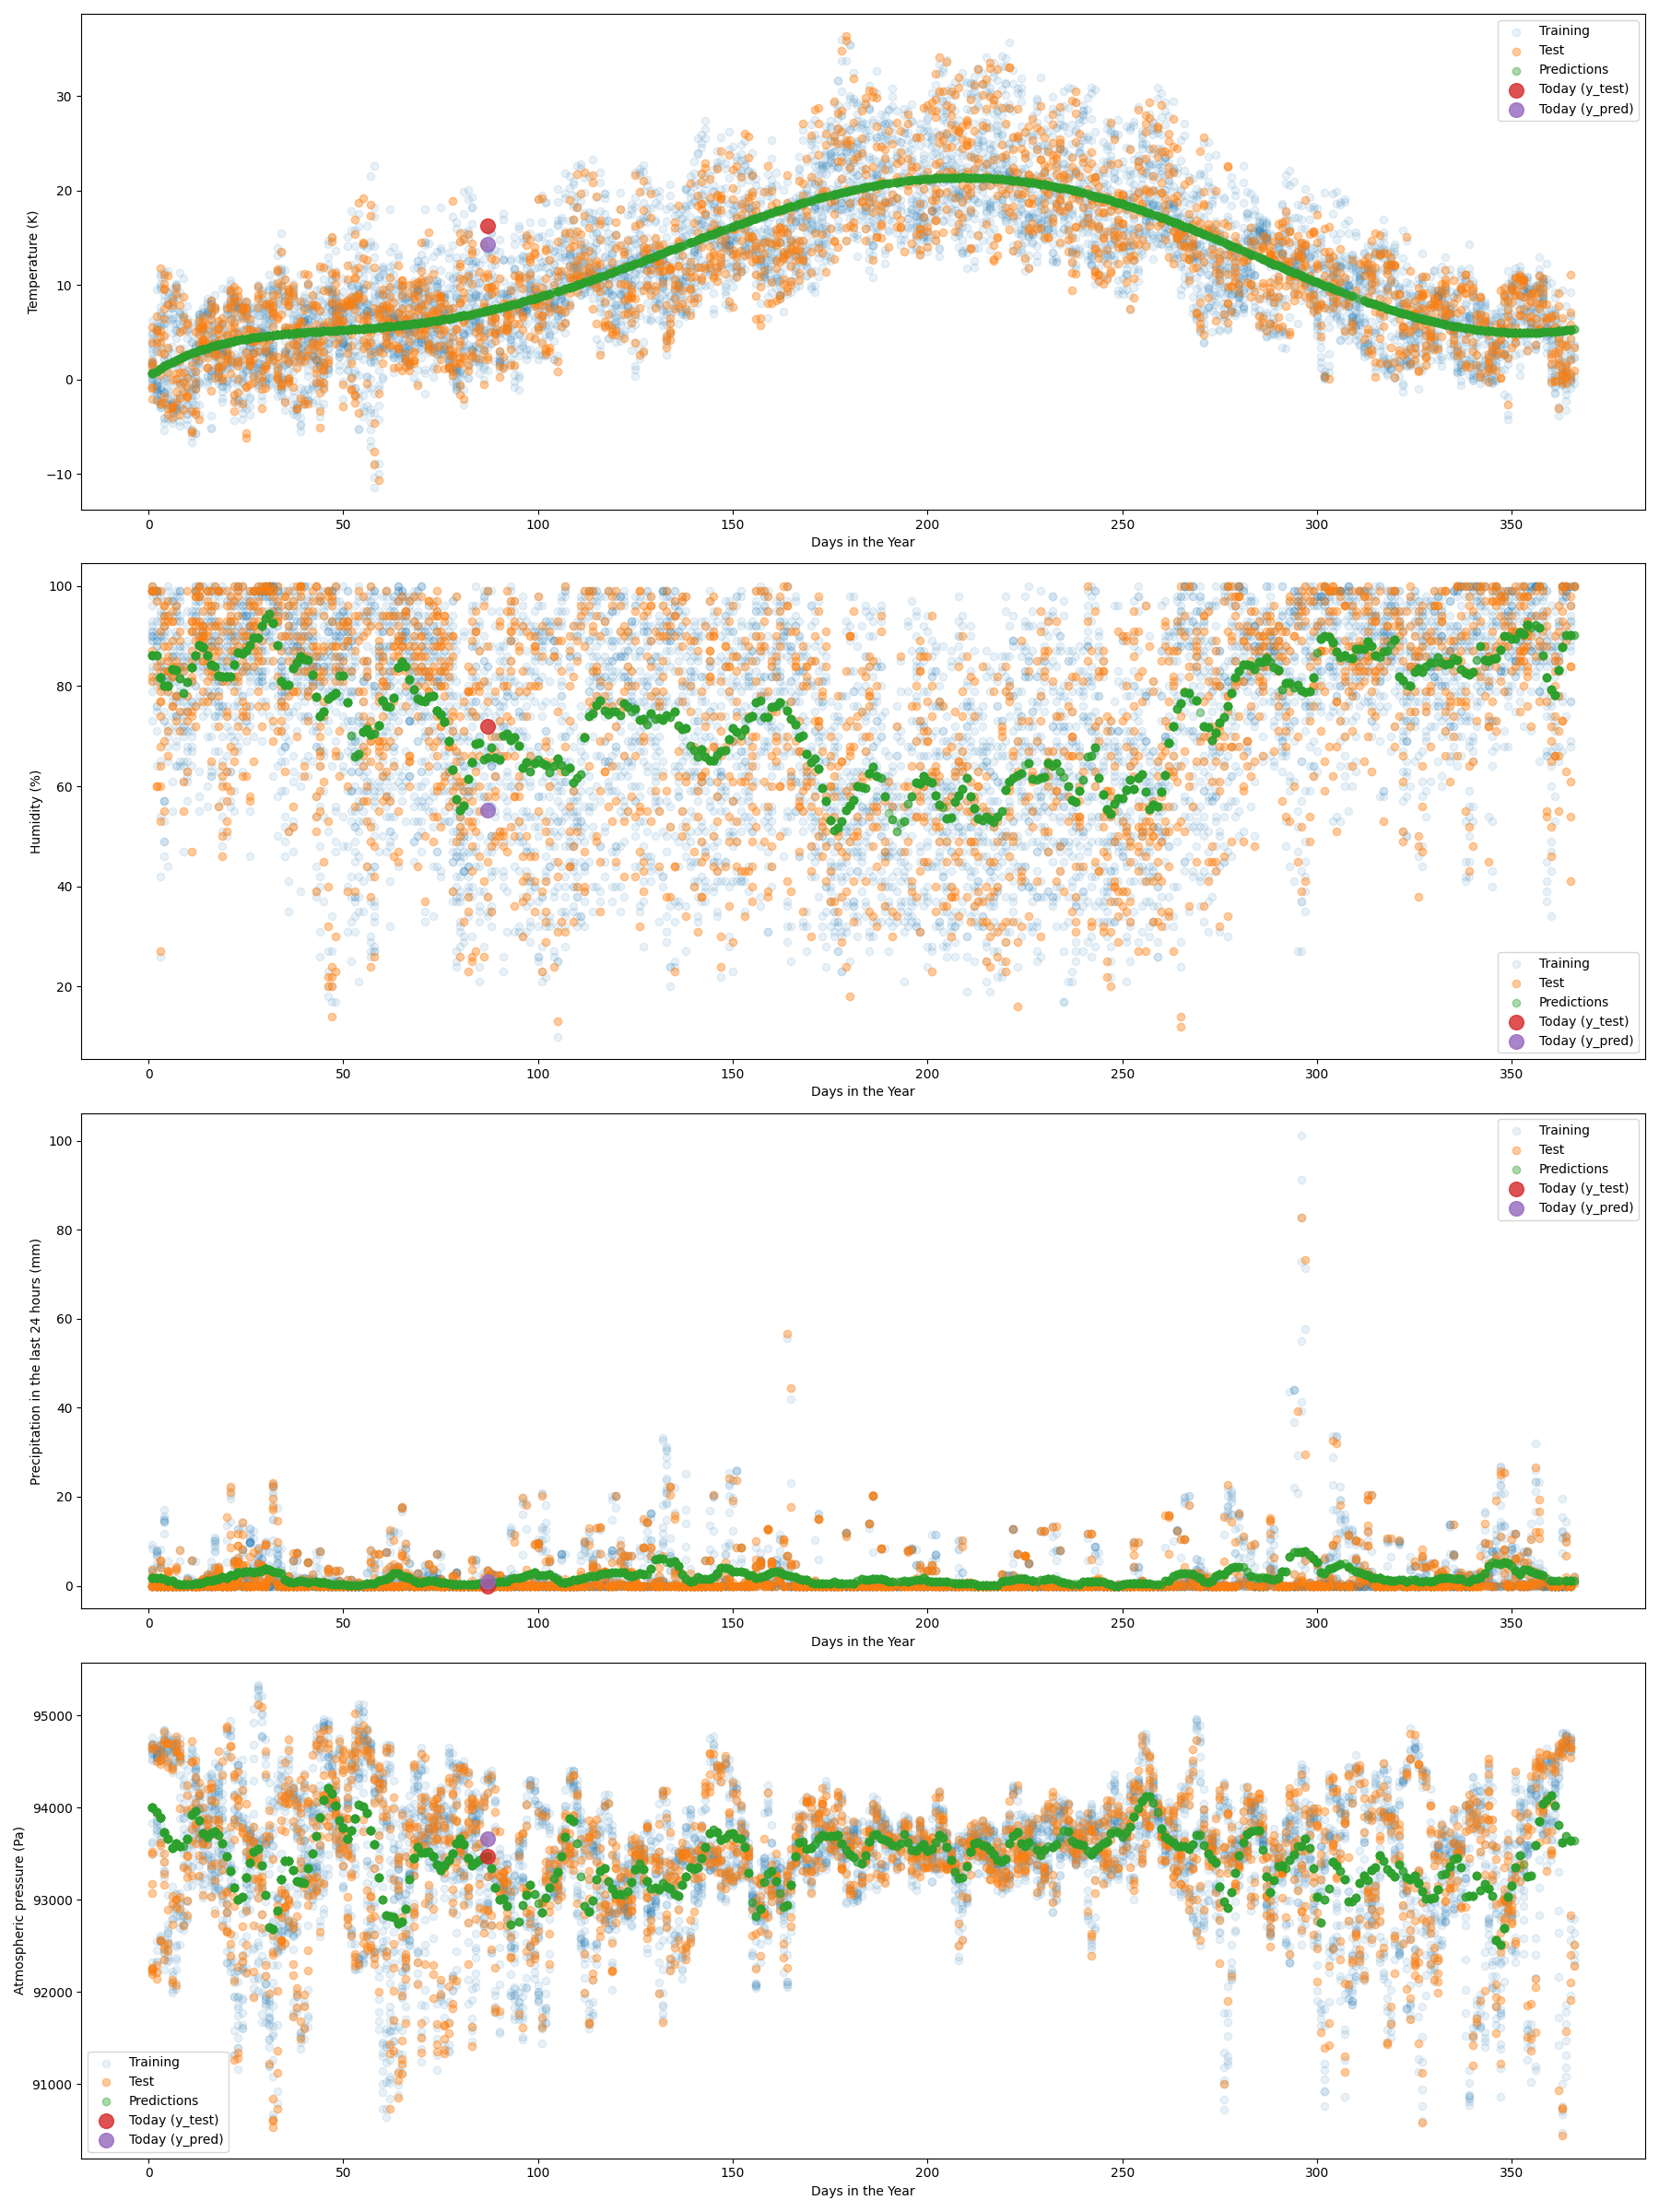 Temperature (K)
30
20
10
0
−10
Training
Test
Predictions
Today (y_test)
Today (y_pred)
0 50 100 150 200 250 300 350
Days in the Year
Humidity (%)
100
80
60
40
20
Training
Test
Predictions
Today (y_test)
Today (y_pred)
0 50 100 150 200 250 300 350
Days in the Year
Precipitation in the last 24 hours (mm)
100
80
60
40
20
0
Training
Test
Predictions
Today (y_test)
Today (y_pred)
0 50 100 150 200 250 300 350
Days in the Year
Atmospheric pressure (Pa)
95000
94000
93000
92000
91000
Training
Test
Predictions
Today (y_test)
Today (y_pred)
0 50 100 150 200 250 300 350
Days in the Year